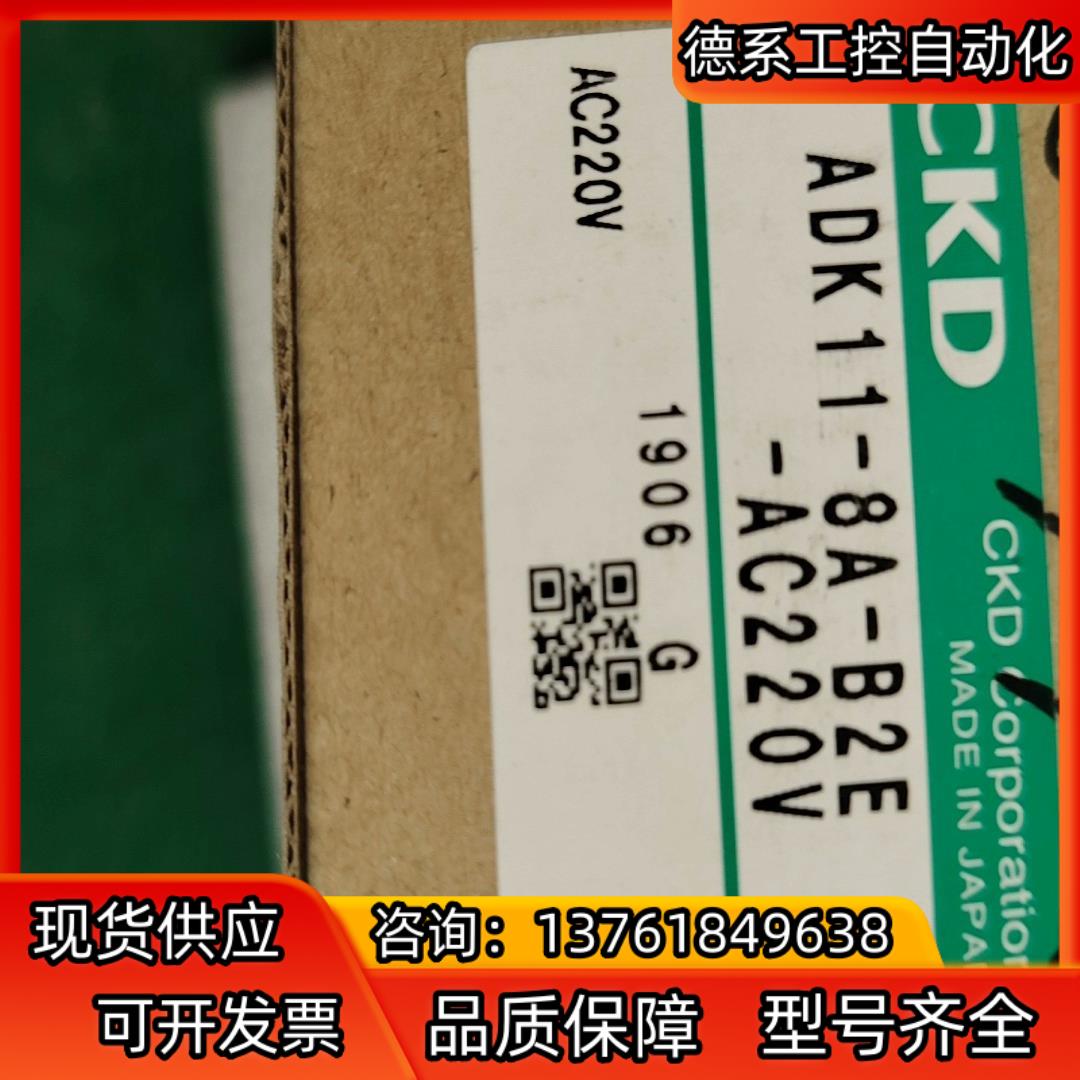 德系工控自动化
CKD
CKD Corporation
MADE IN JAPA
ADK11-8A-B2E
-AC220V
1906 G
AC220V
现货供应
咨询：13761849638
可开发票
品质保障 型号齐全